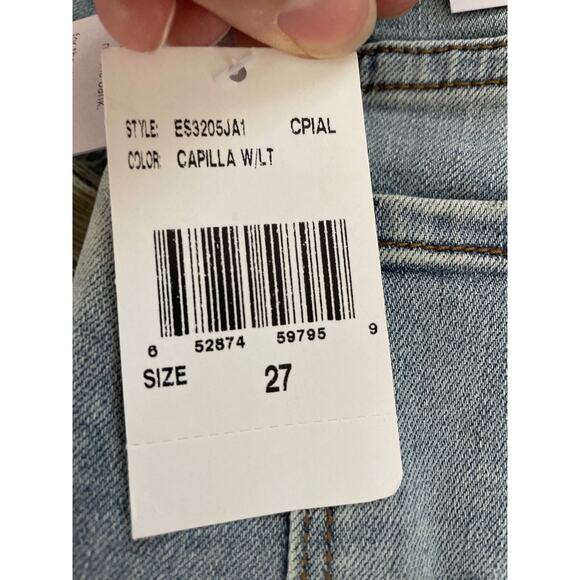 STYLE: ES3205JA1 CPIAL
COLOR: CAPILLA W/LT
6 52874 59795 9
SIZE 27